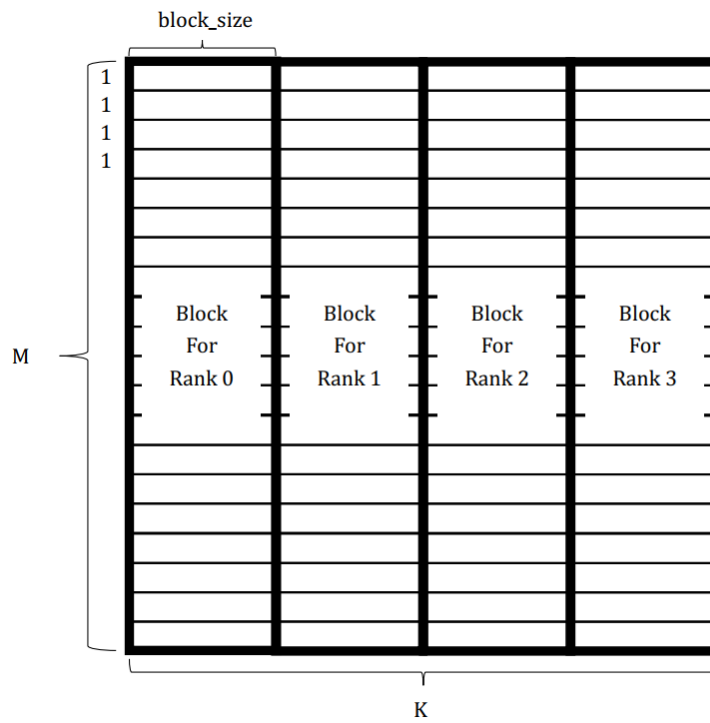 block_size
1
1
1
1
M
Block
For
Rank 0
Block
For
Rank 1
Block
For
Rank 2
Block
For
Rank 3
K